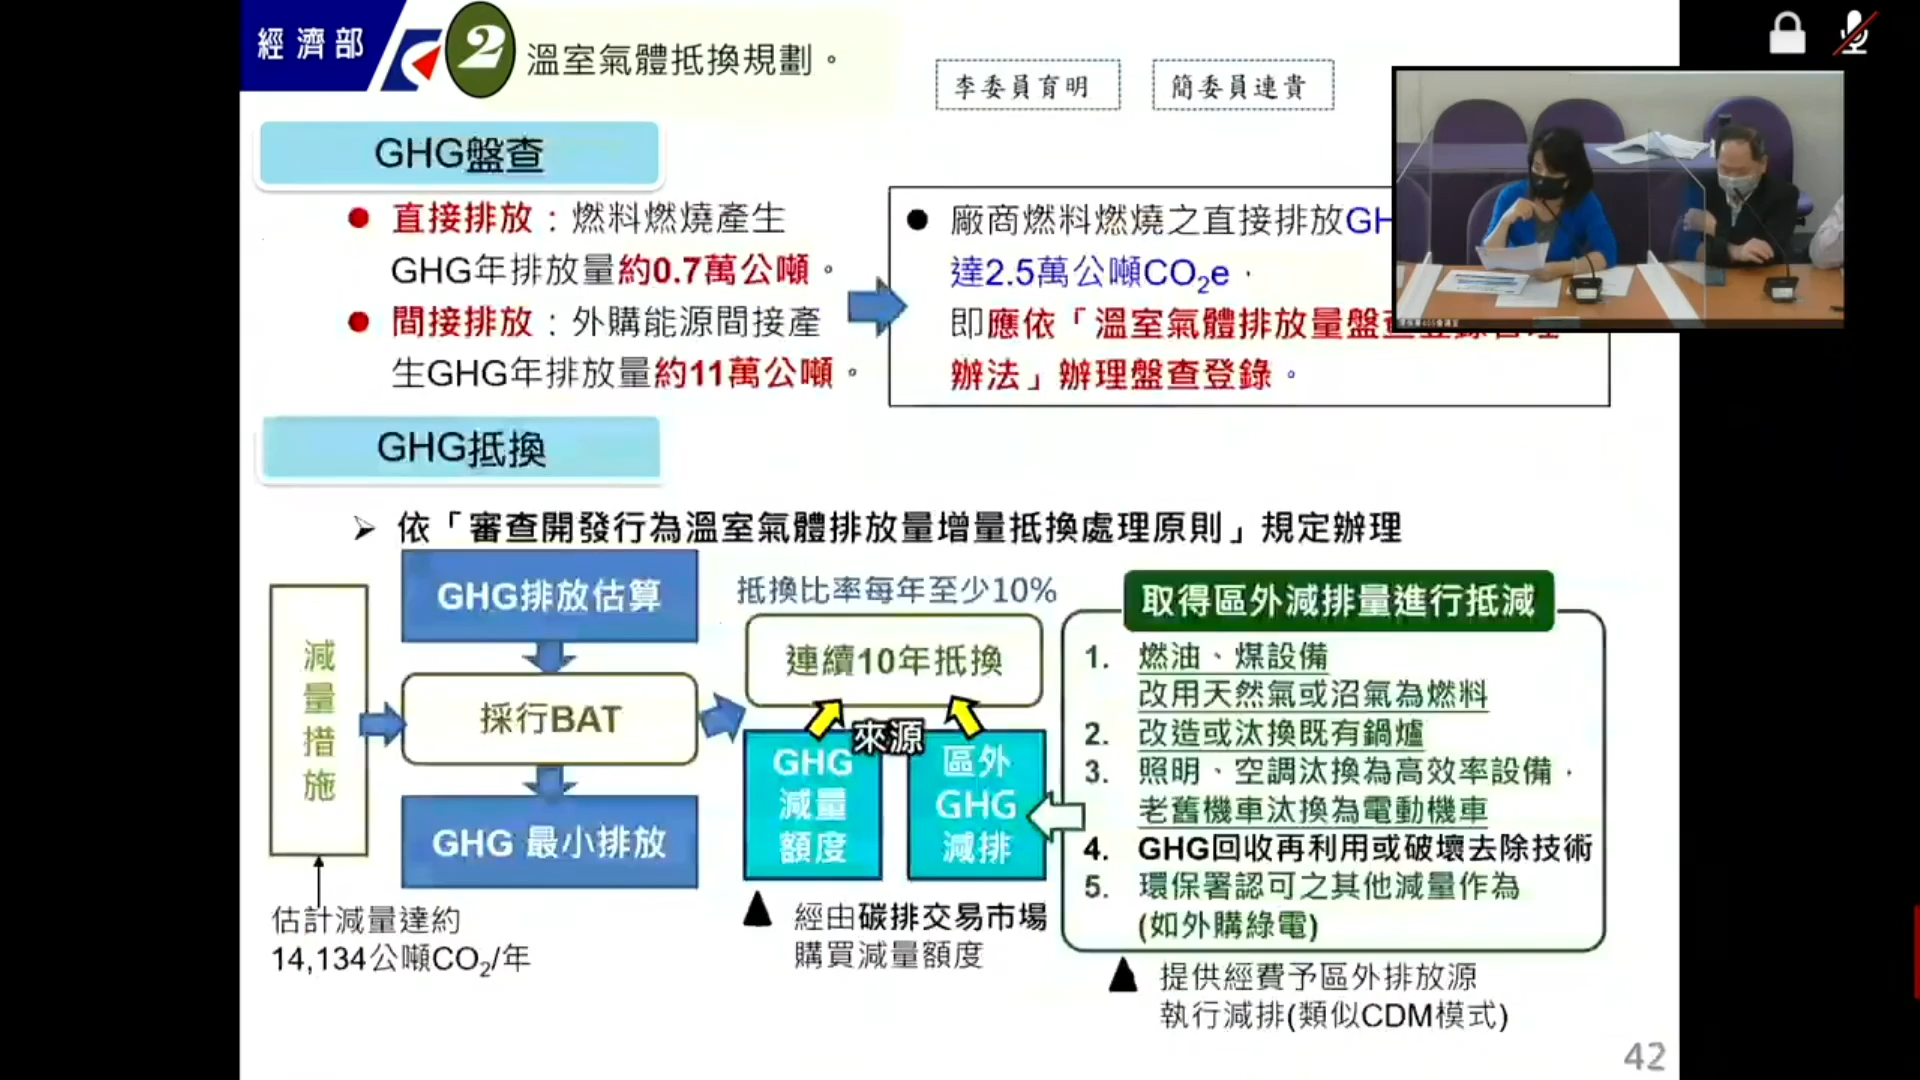 經濟部
2
溫室氣體抵換規劃。
李委員育明
簡委員連貴
GHG盤查
直接排放：燃料燃燒產生
GHG年排放量約0.7萬公噸。
間接排放：外購能源間接產
生GHG年排放量約11萬公噸。
廠商燃料燃燒之直接排放GH
達2.5萬公噸CO₂e，
即應依「溫室氣體排放量盤查登錄管理
辦法」辦理盤查登錄。
GHG抵換
依「審查開發行為溫室氣體排放量增量抵換處理原則」規定辦理
減量措施
GHG排放估算
採行BAT
GHG 最小排放
估計減量達約
14,134公噸CO₂/年
抵換比率每年至少10%
連續10年抵換
來源
GHG
減量
額度
區外
GHG
減排
經由碳排交易市場
購買減量額度
取得區外減排量進行抵減
1. 燃油、煤設備
改用天然氣或沼氣為燃料
2. 改造或汰換既有鍋爐
3. 照明、空調汰換為高效率設備，
老舊機車汰換為電動機車
4. GHG回收再利用或破壞去除技術
5. 環保署認可之其他減量作為
(如外購綠電)
提供經費予區外排放源
執行減排(類似CDM模式)
42